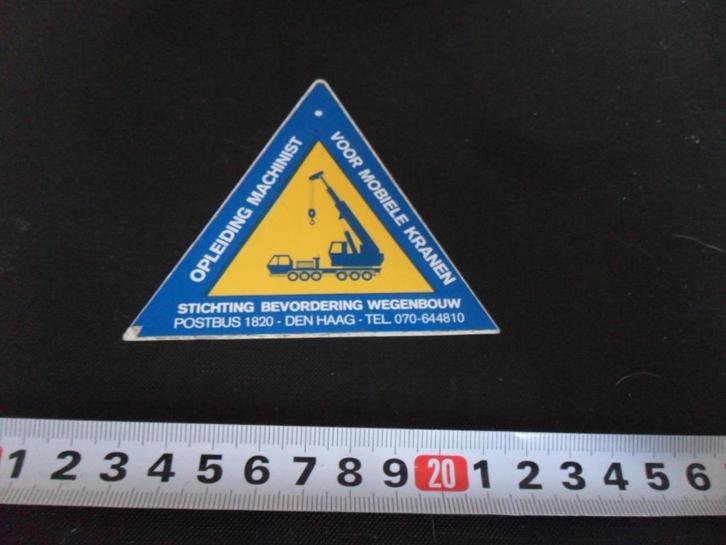 OPLEIDING MACHINIST
VOOR MOBIELE KRANEN
STICHTING BEVORDERING WEGENBOUW
POSTBUS 1820 - DEN HAAG - TEL. 070-644810
1 2 3 4 5 6 7 8 9 20 1 2 3 4 5 6